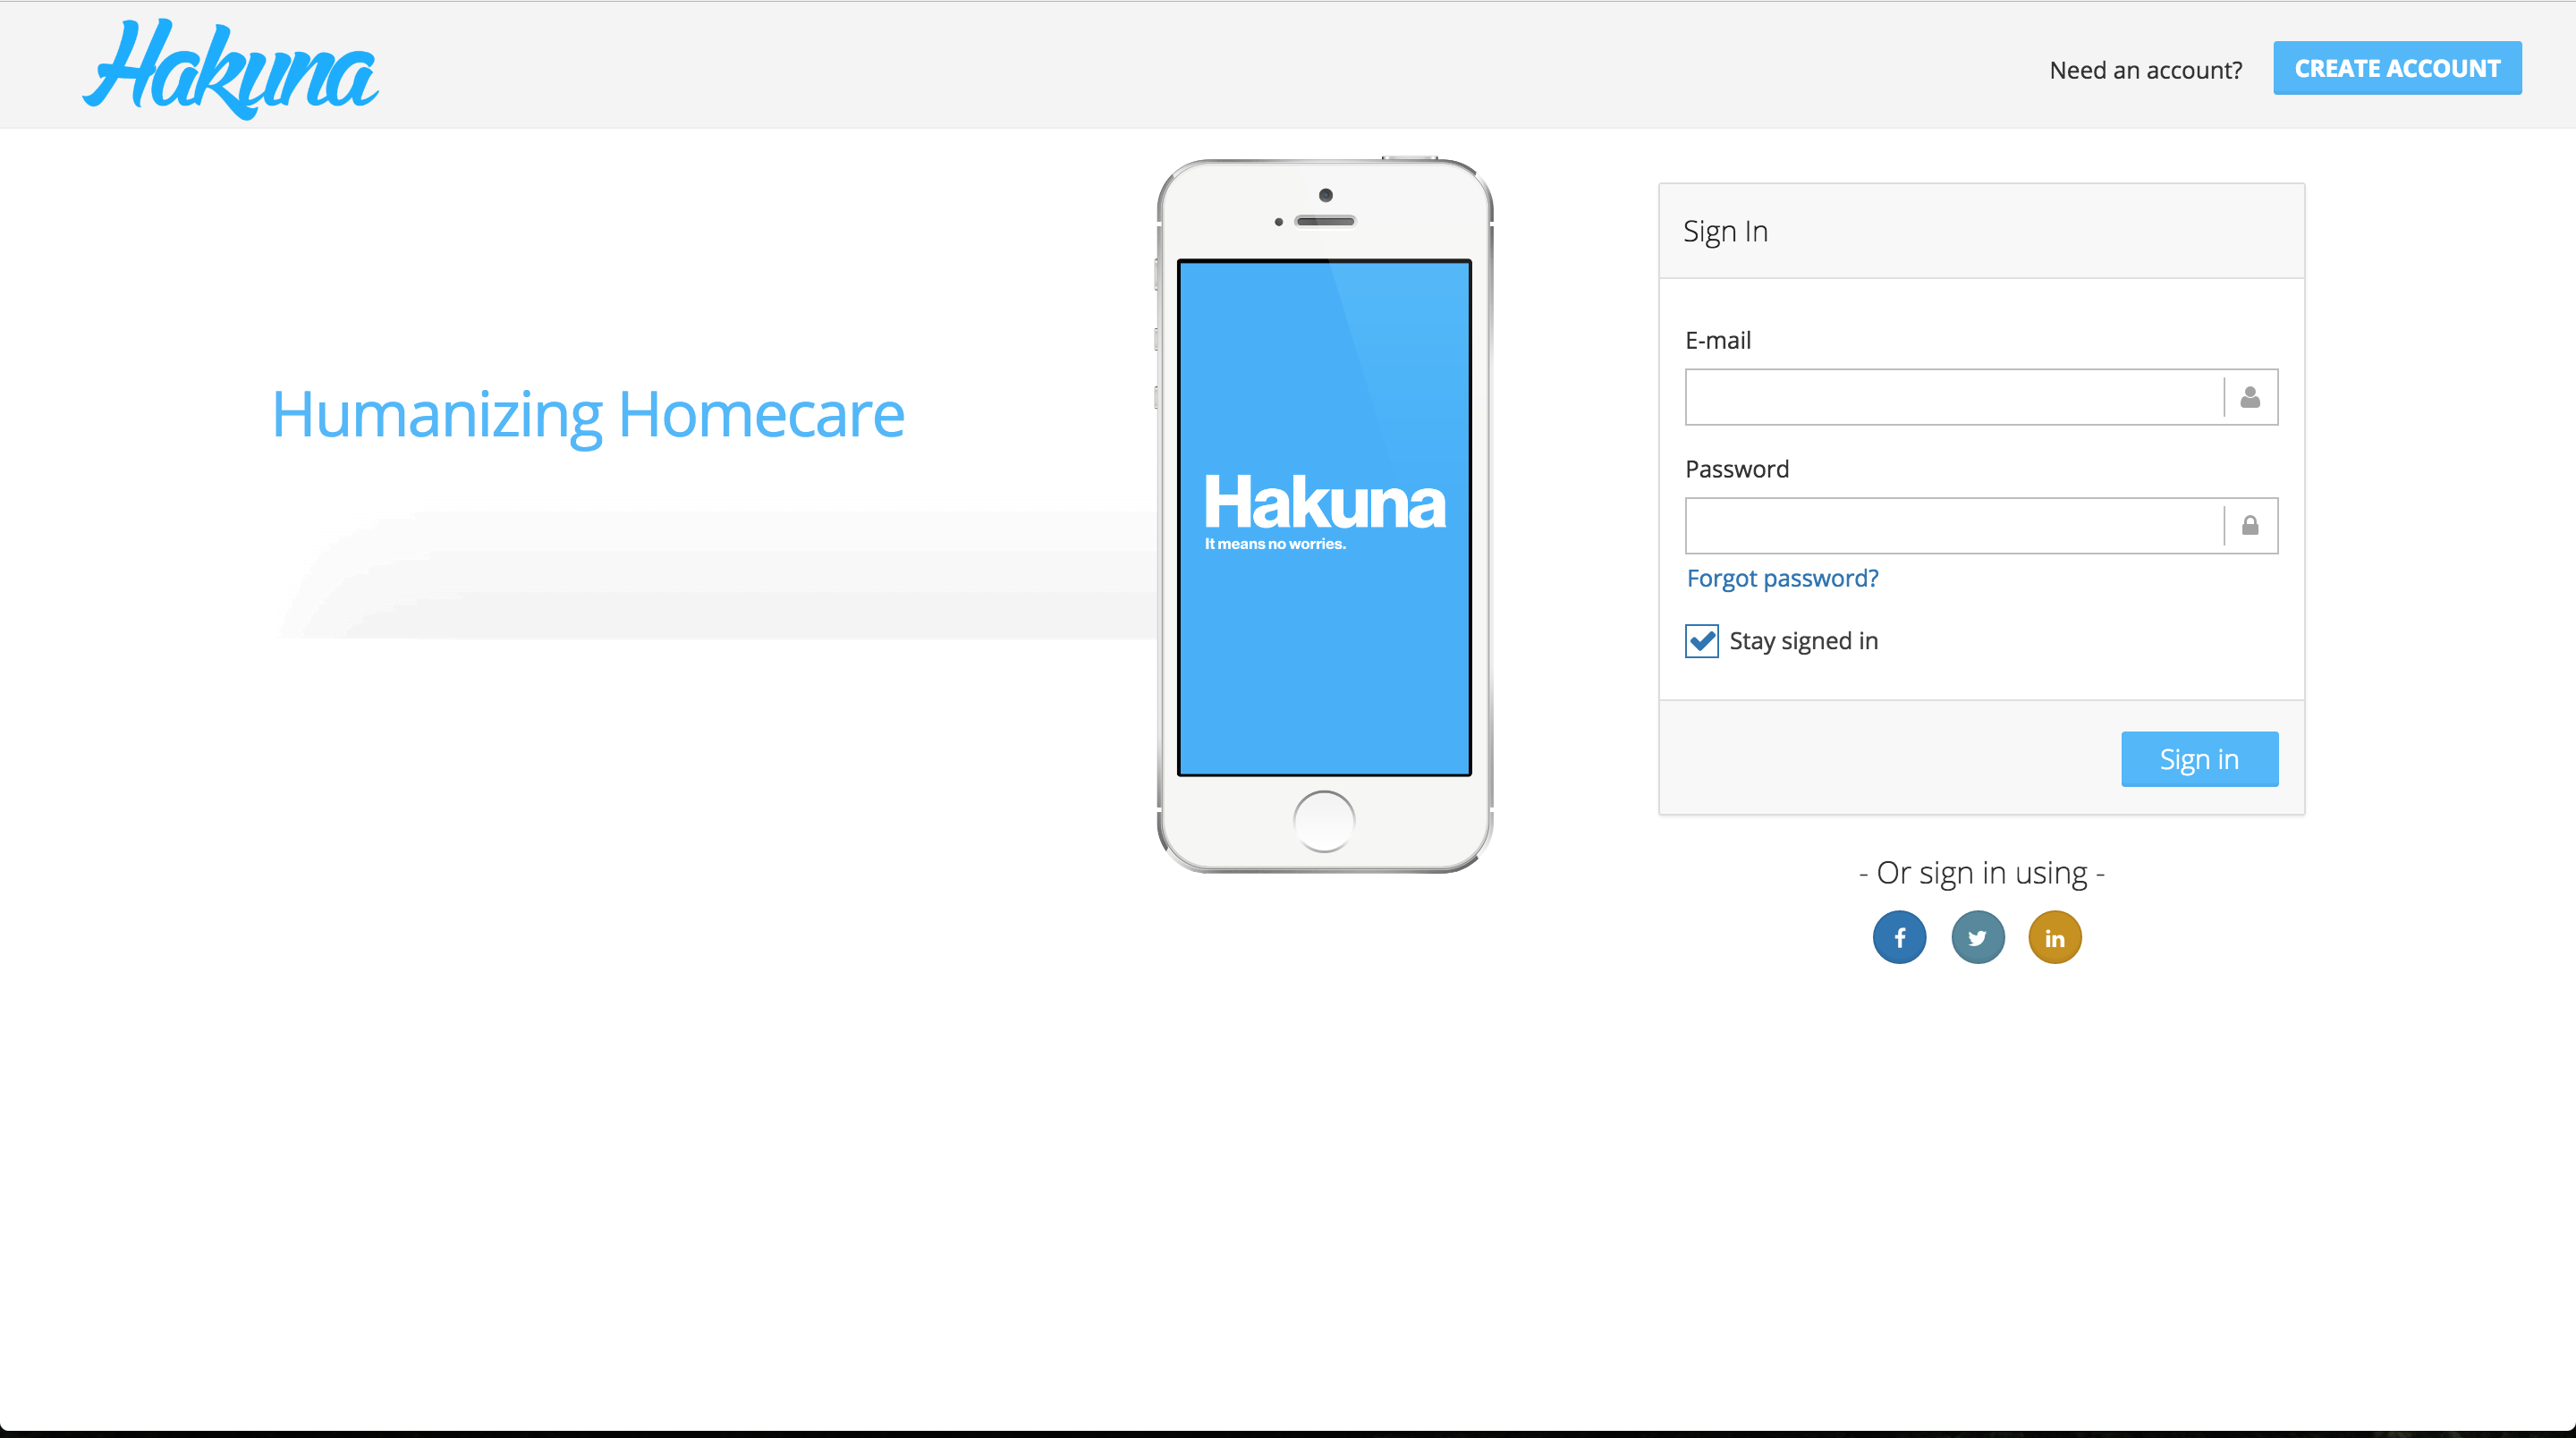 Hakuna
Need an account?
CREATE ACCOUNT
Humanizing Homecare
Hakuna
It means no worries.
Sign In
E-mail
Password
Forgot password?
Stay signed in
Sign in
- Or sign in using -
f
in